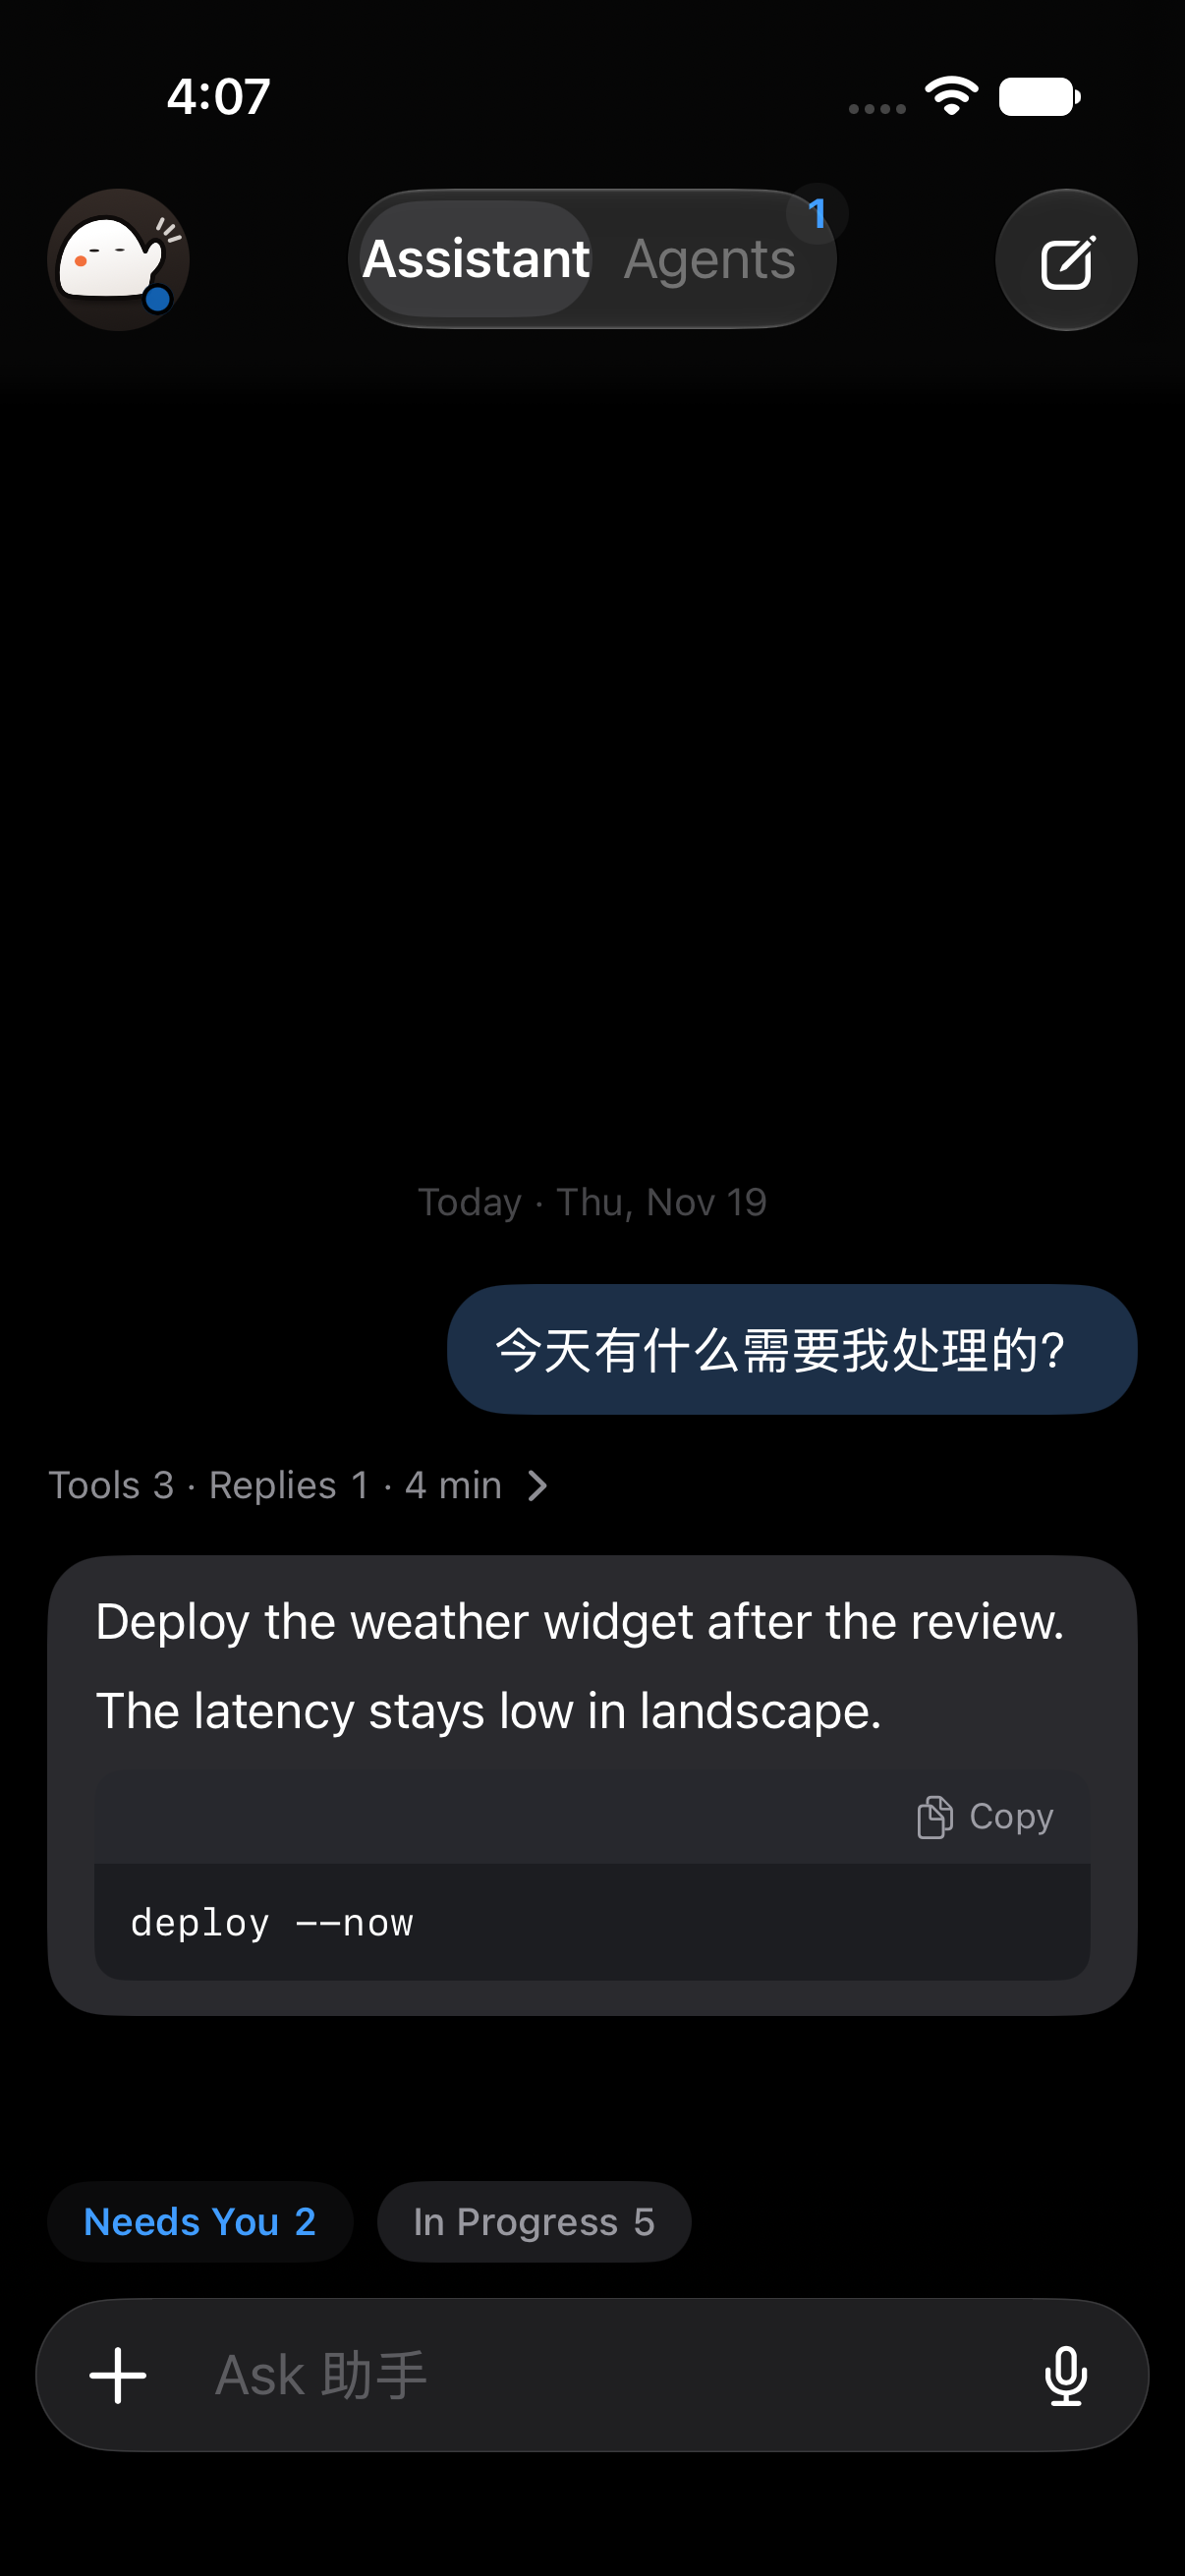 4:07
Assistant Agents 1
Today · Thu, Nov 19
今天有什么需要我处理的?
Tools 3 · Replies 1 · 4 min
Deploy the weather widget after the review.
The latency stays low in landscape.
Copy
deploy --now
Needs You 2 In Progress 5
Ask 助手